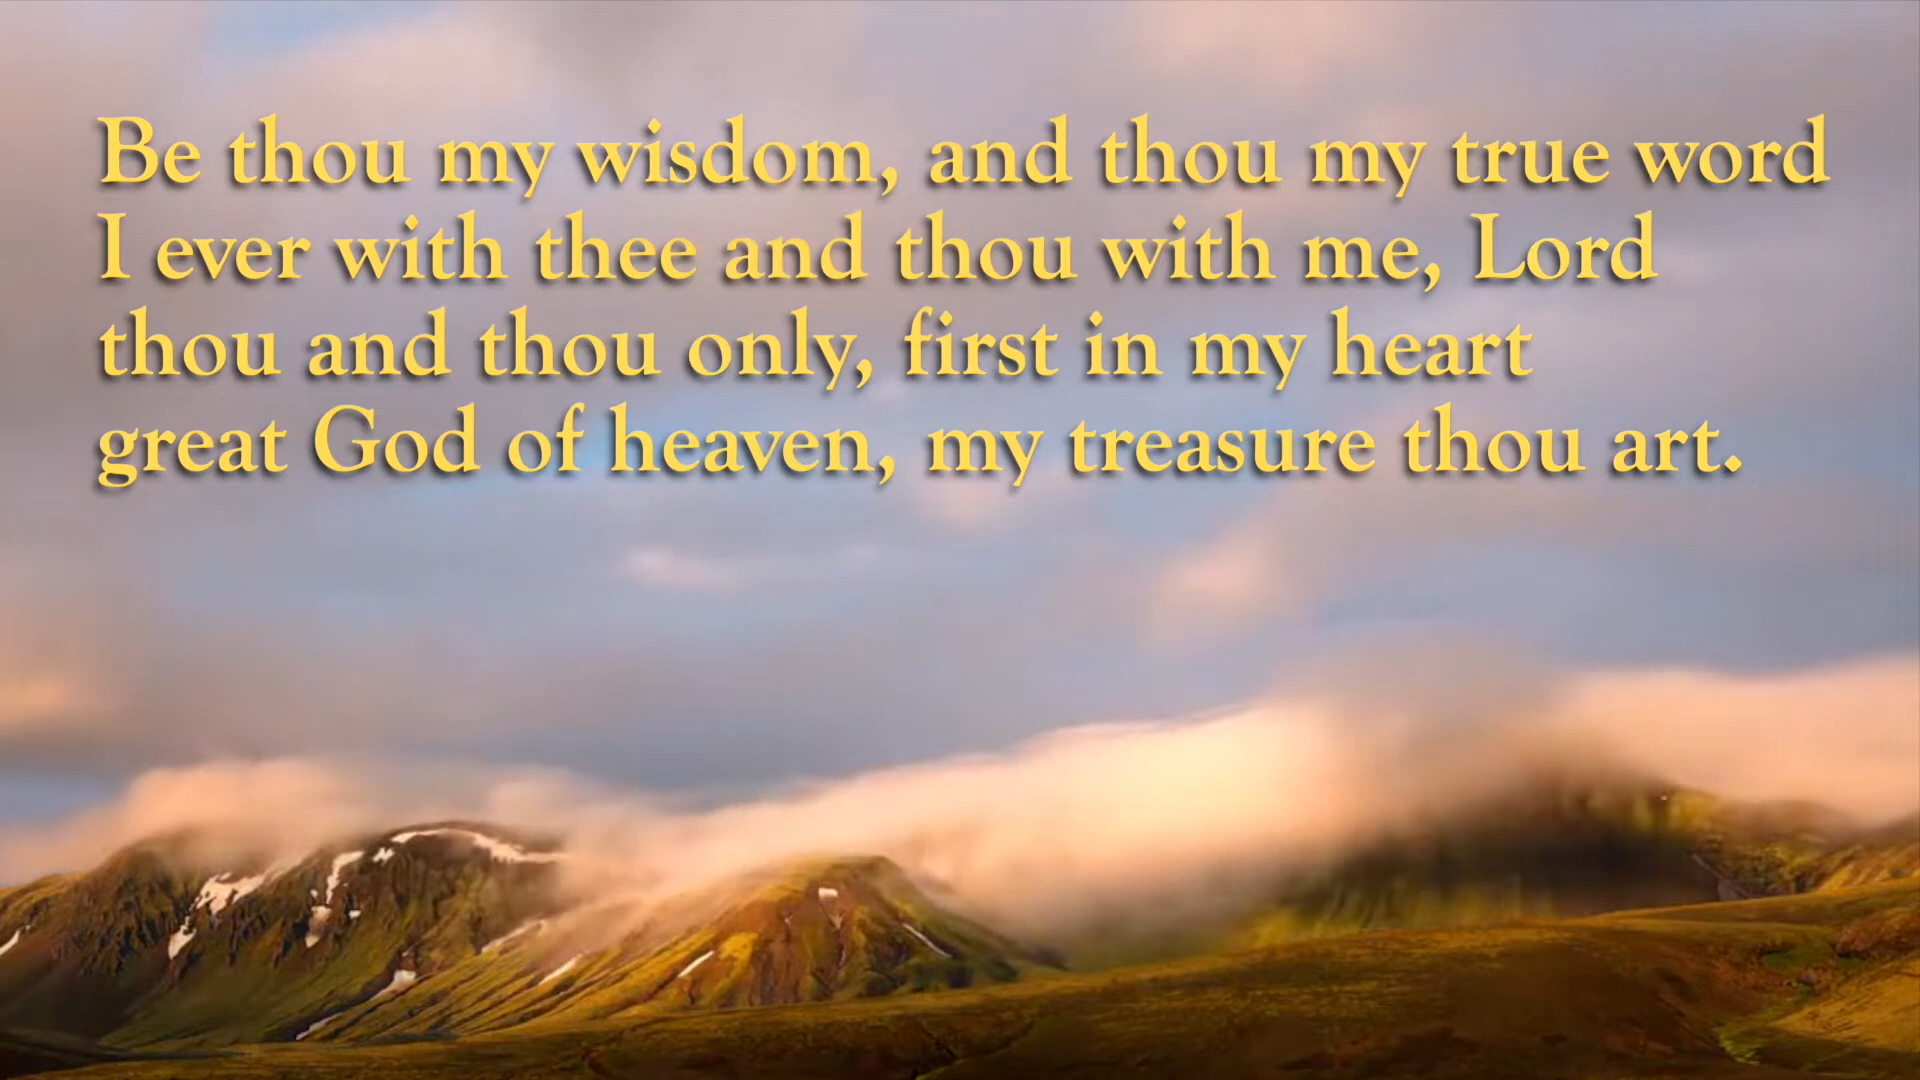 Be thou my wisdom, and thou my true word
I ever with thee and thou with me, Lord
thou and thou only, first in my heart
great God of heaven, my treasure thou art.